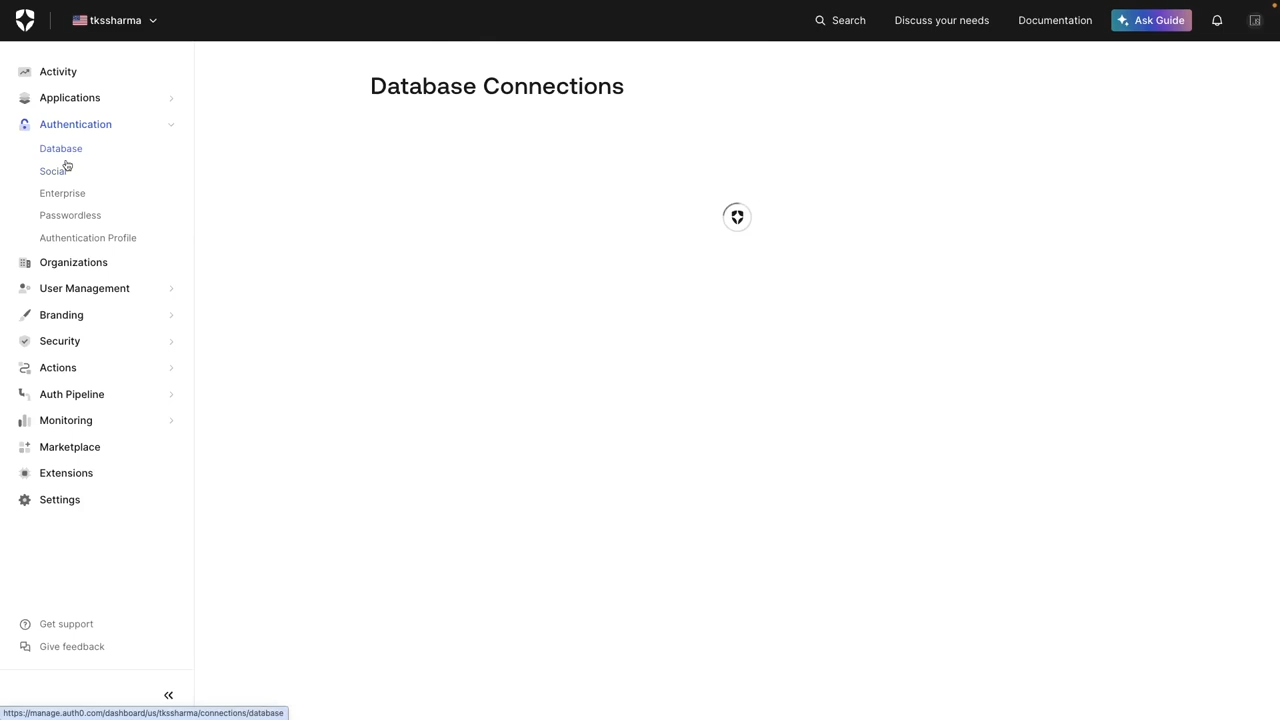 tkssharma
Search
Discuss your needs
Documentation
Ask Guide
Activity
Applications
Authentication
Database
Social
Enterprise
Passwordless
Authentication Profile
Organizations
User Management
Branding
Security
Actions
Auth Pipeline
Monitoring
Marketplace
Extensions
Settings
Get support
Give feedback
Database Connections
https://manage.auth0.com/dashboard/us/tkssharma/connections/database